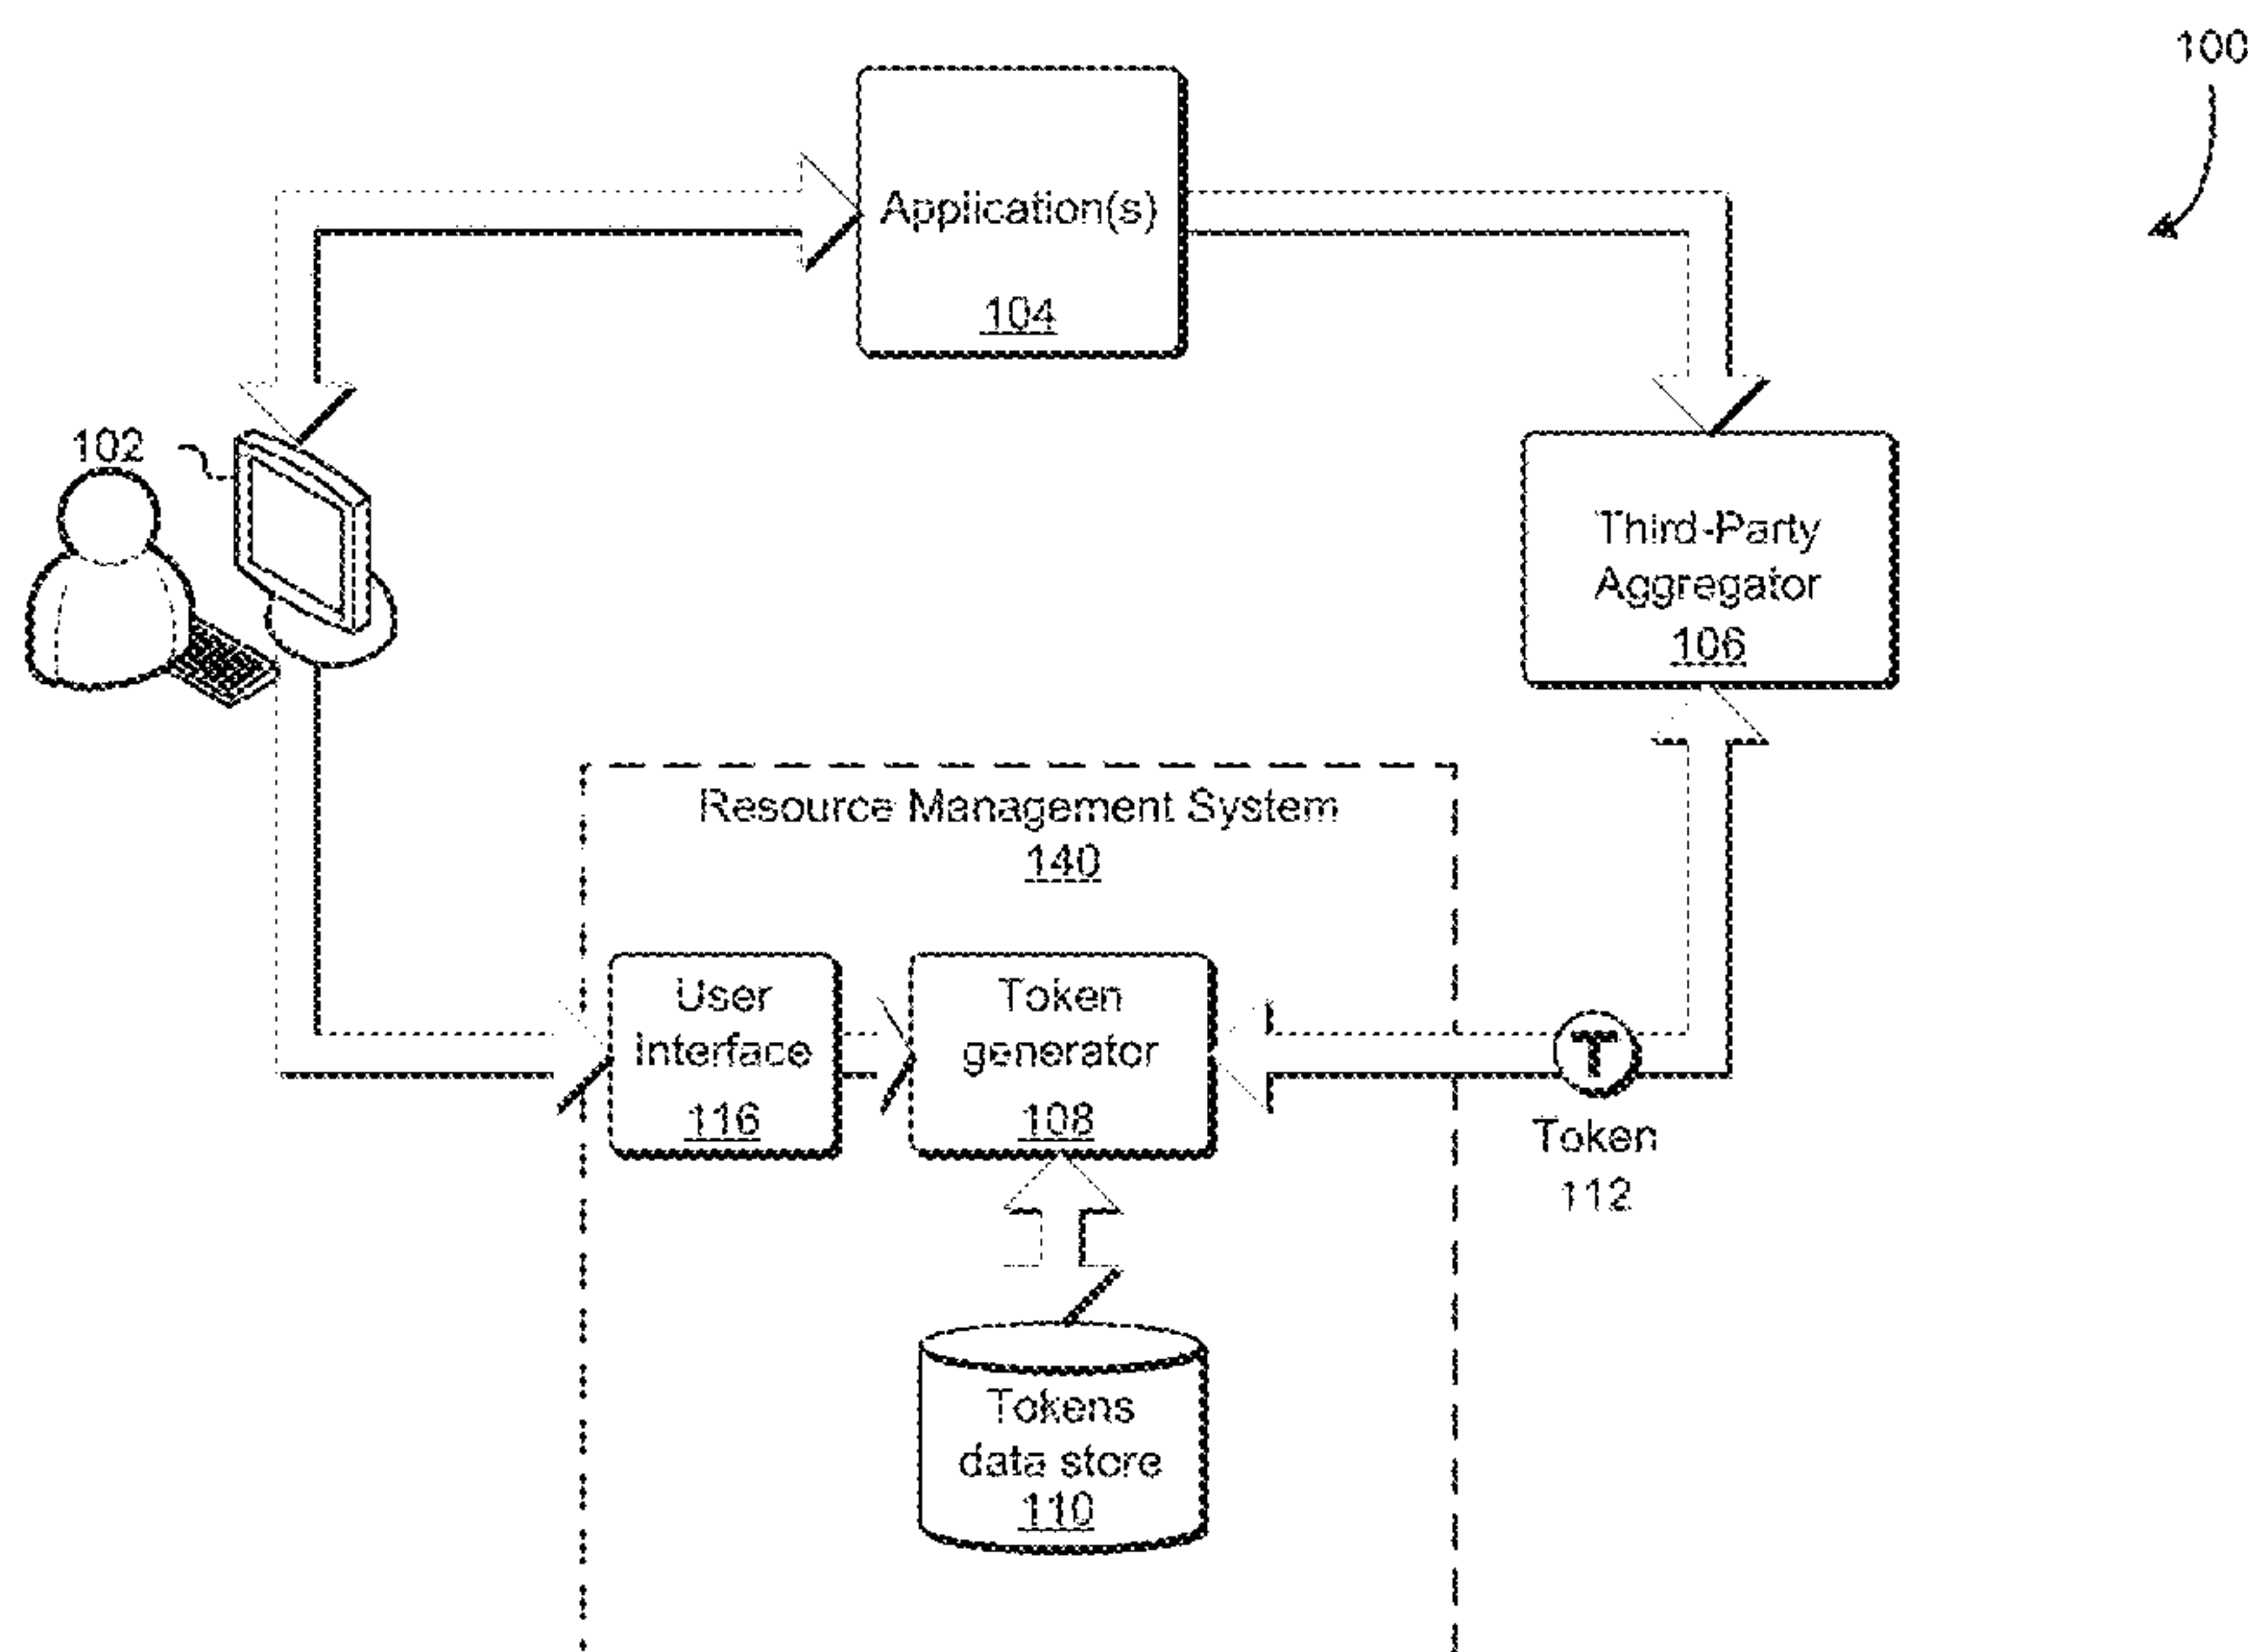 100
Application(s)
104
102
Third-Party
Aggregator
106
Resource Management System
140
User
Interface
116
Token
generator
108
T
Token
112
Tokens
data store
110